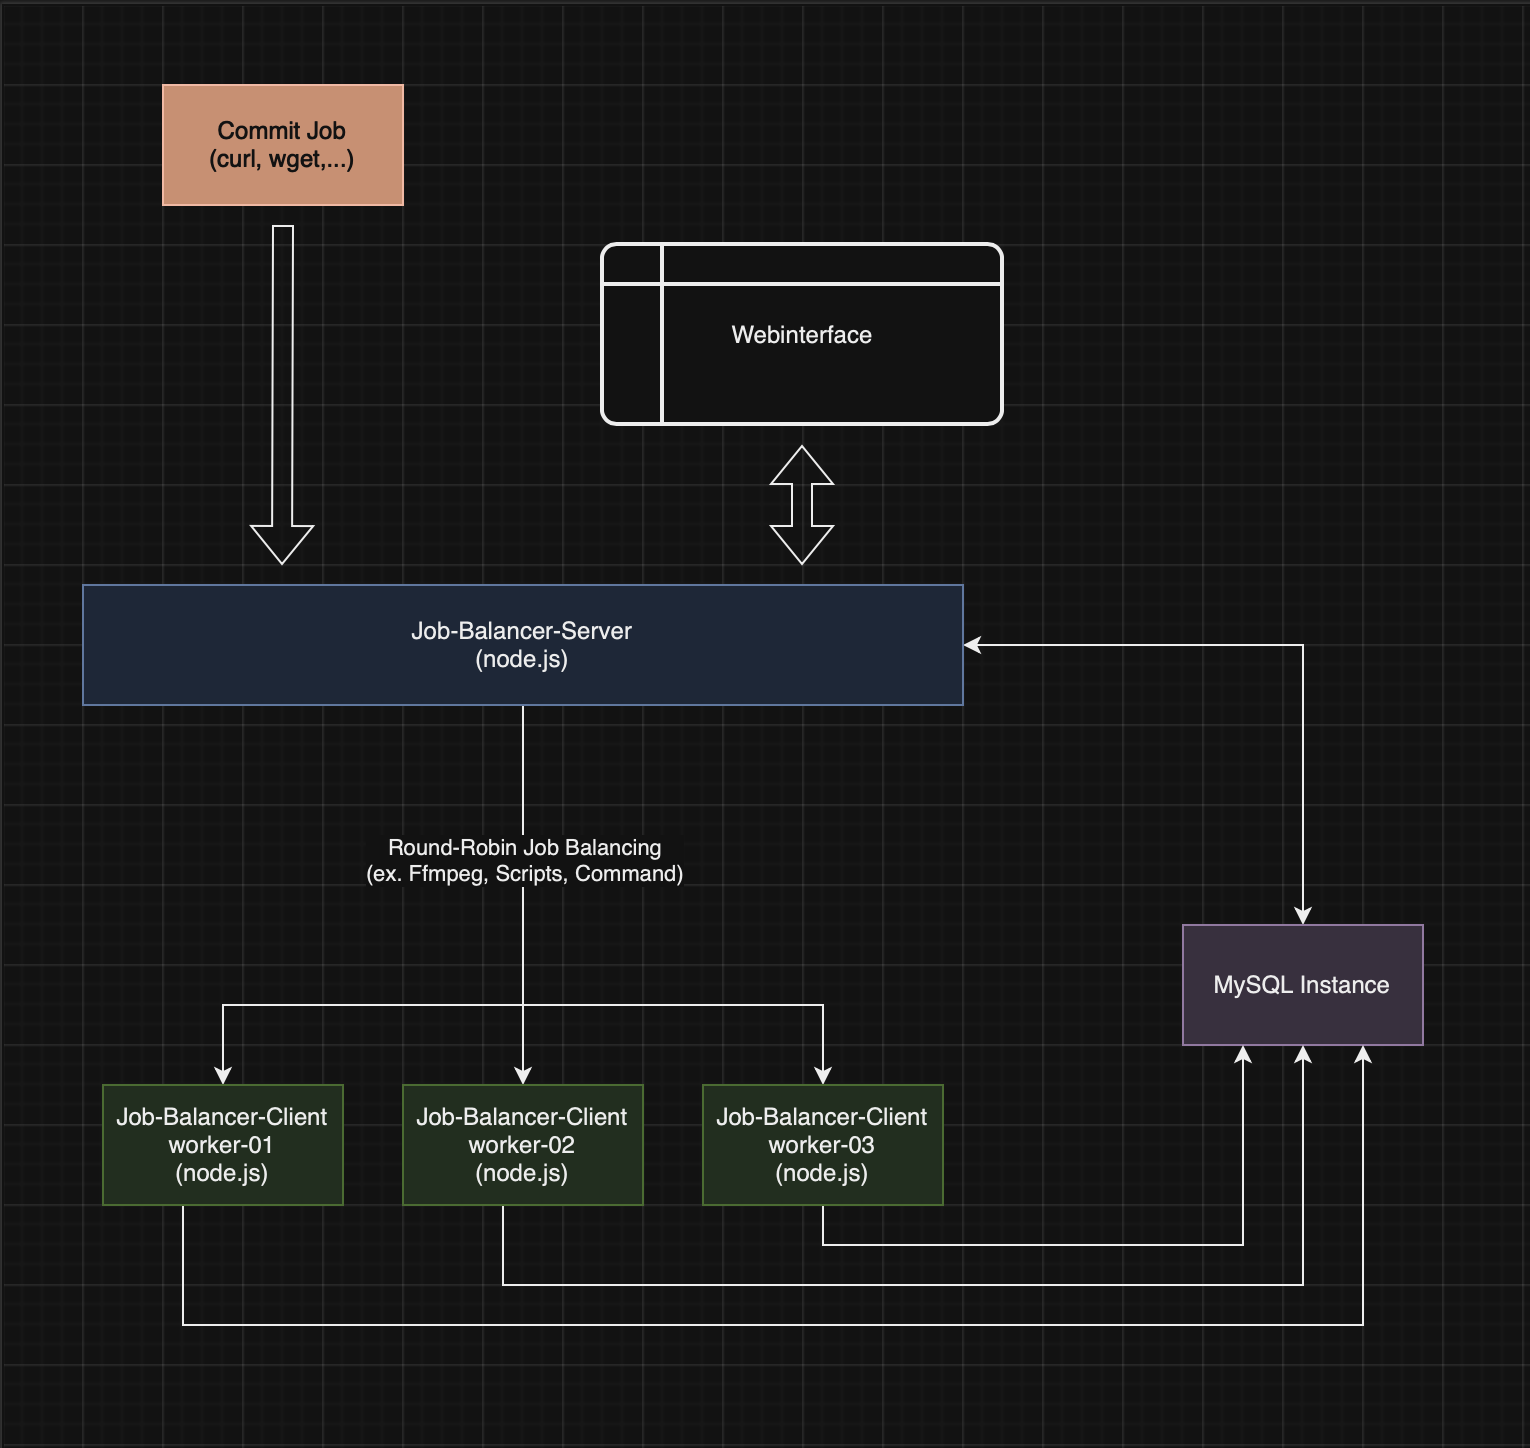 Commit Job
(curl, wget,...)
Webinterface
Job-Balancer-Server
(node.js)
Round-Robin Job Balancing
(ex. Ffmpeg, Scripts, Command)
MySQL Instance
Job-Balancer-Client
worker-01
(node.js)
Job-Balancer-Client
worker-02
(node.js)
Job-Balancer-Client
worker-03
(node.js)